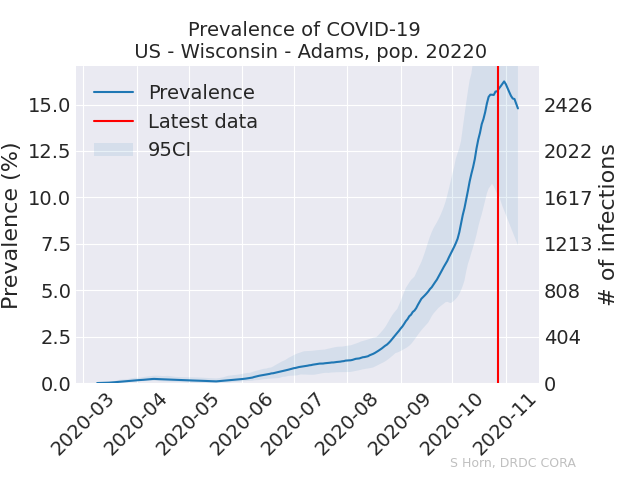 Prevalence of COVID-19
US - Wisconsin - Adams, pop. 20220
Prevalence
Latest data
95CI
Prevalence (%)
15.0
12.5
10.0
7.5
5.0
2.5
0.0
2426
2022
1617
1213
808
404
0
# of infections
2020-03
2020-04
2020-05
2020-06
2020-07
2020-08
2020-09
2020-10
2020-11
S Horn, DRDC CORA